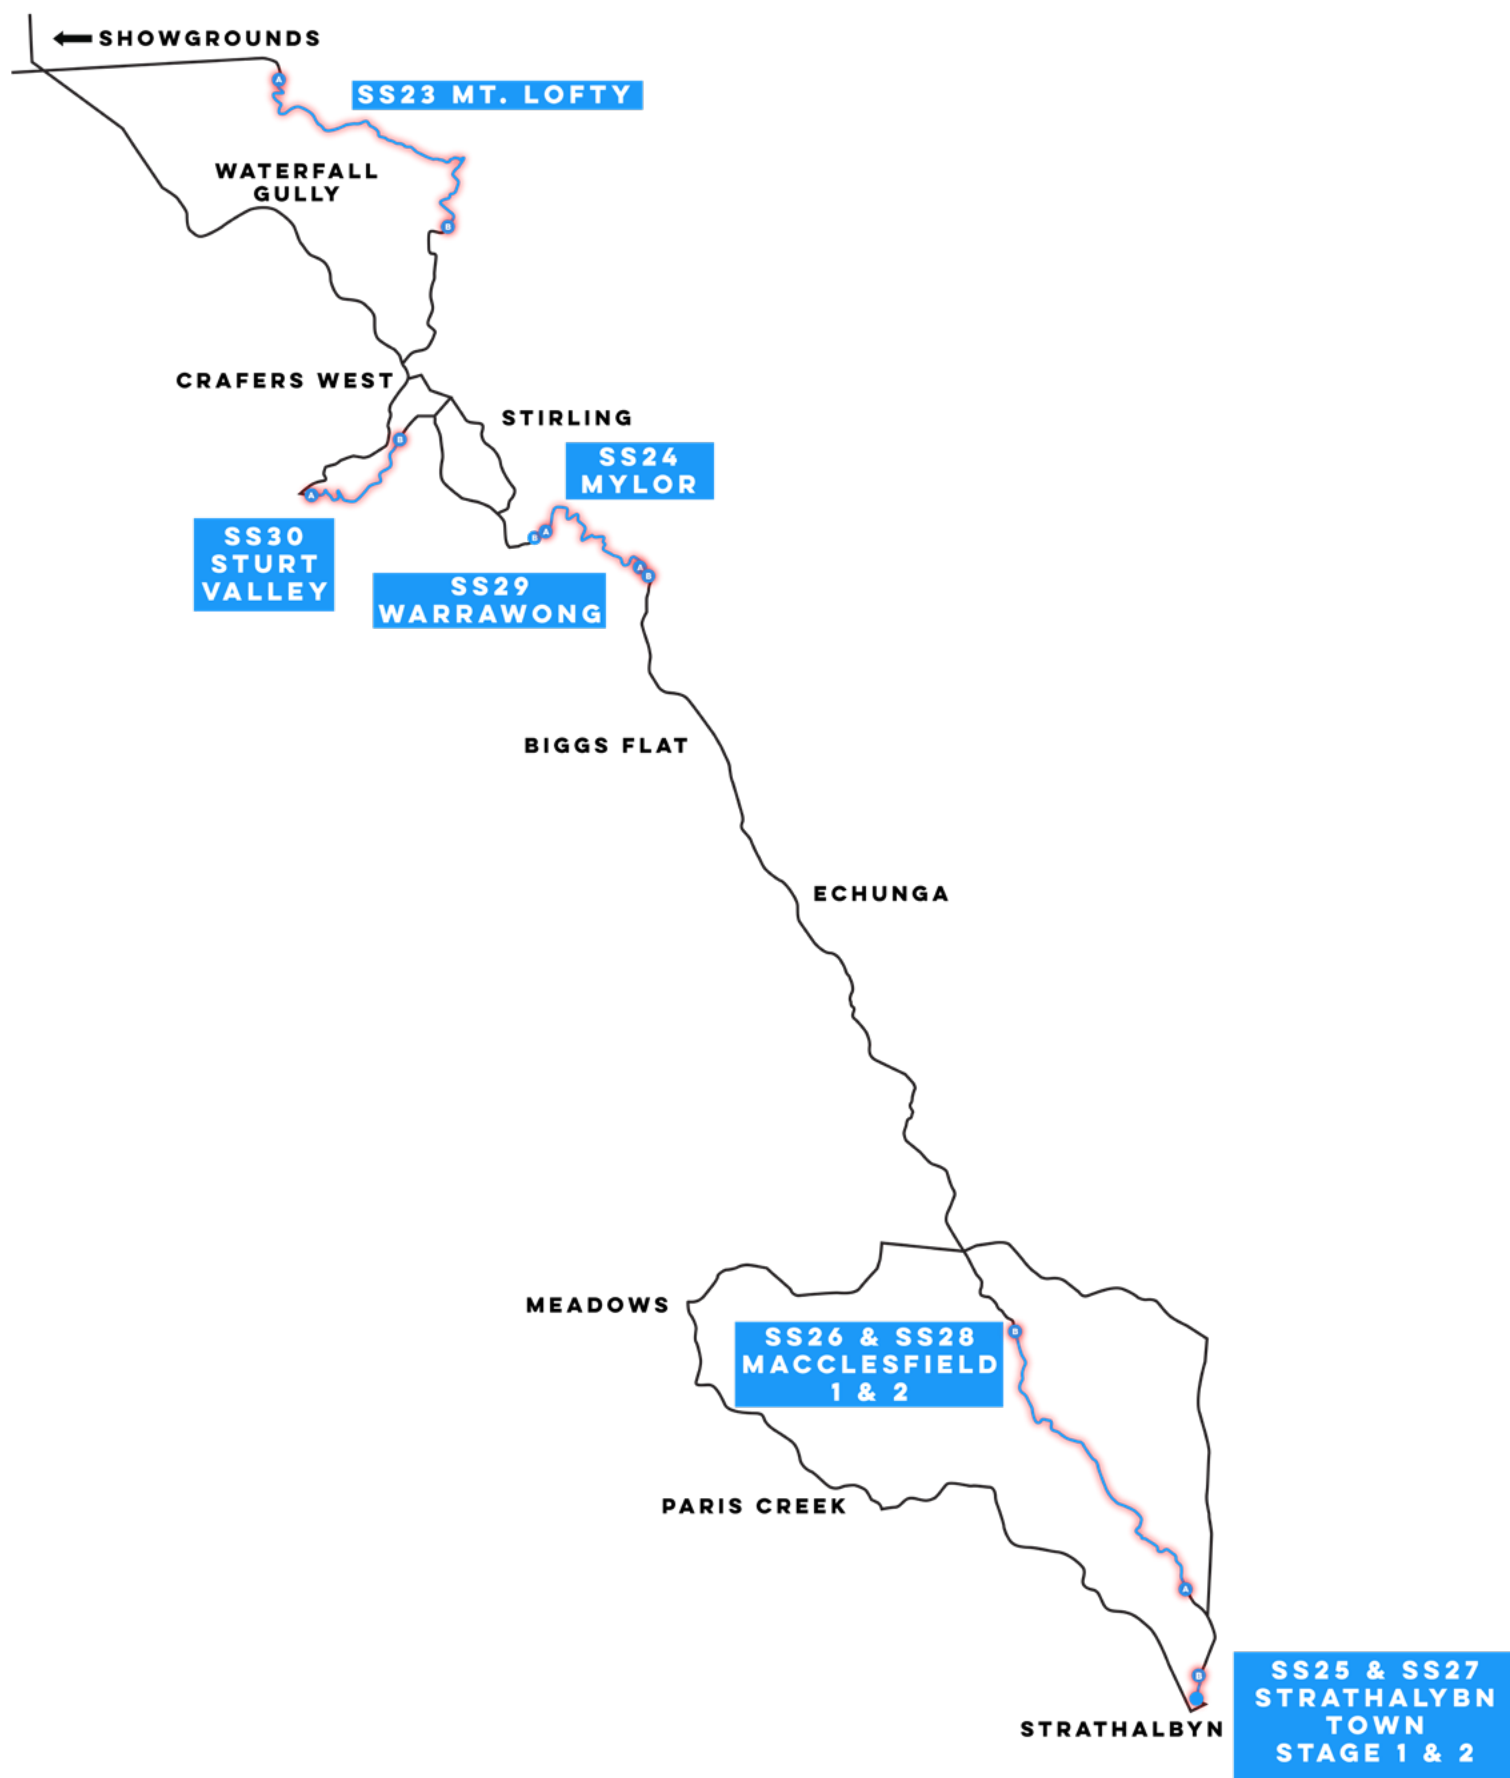 SHOWGROUNDS
A
SS23 MT. LOFTY
WATERFALL
GULLY
B
CRAFERS WEST
STIRLING
B
SS24
MYLOR
A
SS30
STURT
VALLEY
B A
A
B
SS29
WARRAWONG
BIGGS FLAT
ECHUNGA
MEADOWS
B
SS26 & SS28
MACCLESFIELD
1 & 2
PARIS CREEK
A
B
SS25 & SS27
STRATHALYBN
TOWN
STAGE 1 & 2
STRATHALBYN